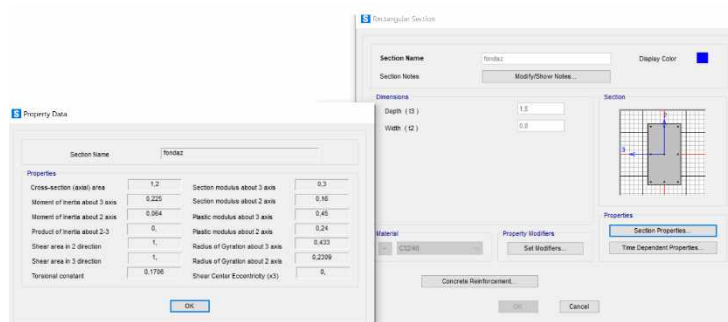 Rectangular Section
Section Name fondaz Display Color
Section Notes Modify/Show Notes...
Dimensions Section
Depth ( t3 ) 1,5
Width ( t2 ) 0,8
2
3
Properties
Material Property Modifiers Section Properties...
C32/40 Set Modifiers... Time Dependent Properties...
Concrete Reinforcement...
OK Cancel
Property Data
Section Name fondaz
Properties
Cross-section (axial) area 1,2 Section modulus about 3 axis 0,3
Moment of Inertia about 3 axis 0,225 Section modulus about 2 axis 0,16
Moment of Inertia about 2 axis 0,064 Plastic modulus about 3 axis 0,45
Product of Inertia about 2-3 0, Plastic modulus about 2 axis 0,24
Shear area in 2 direction 1, Radius of Gyration about 3 axis 0,433
Shear area in 3 direction 1, Radius of Gyration about 2 axis 0,2309
Torsional constant 0,1706 Shear Center Eccentricity (x3) 0,
OK